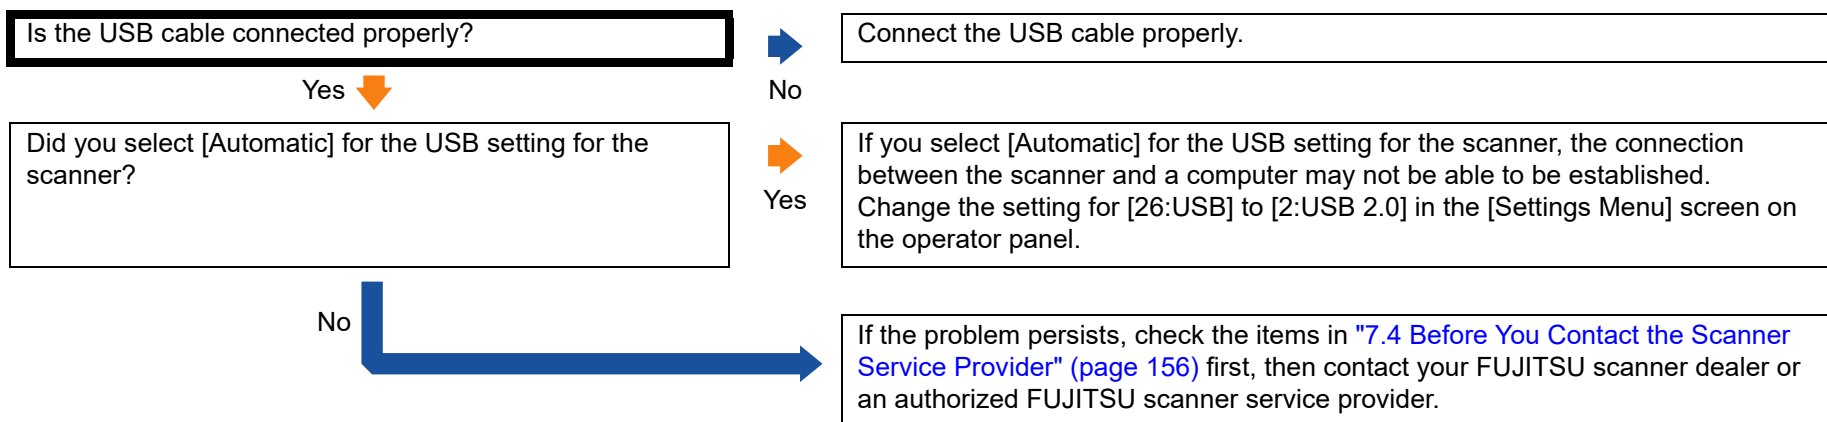 Is the USB cable connected properly?
Connect the USB cable properly.
Yes
No
Did you select [Automatic] for the USB setting for the
scanner?
Yes
If you select [Automatic] for the USB setting for the scanner, the connection
between the scanner and a computer may not be able to be established.
Change the setting for [26:USB] to [2:USB 2.0] in the [Settings Menu] screen on
the operator panel.
No
If the problem persists, check the items in "7.4 Before You Contact the Scanner
Service Provider" (page 156) first, then contact your FUJITSU scanner dealer or
an authorized FUJITSU scanner service provider.